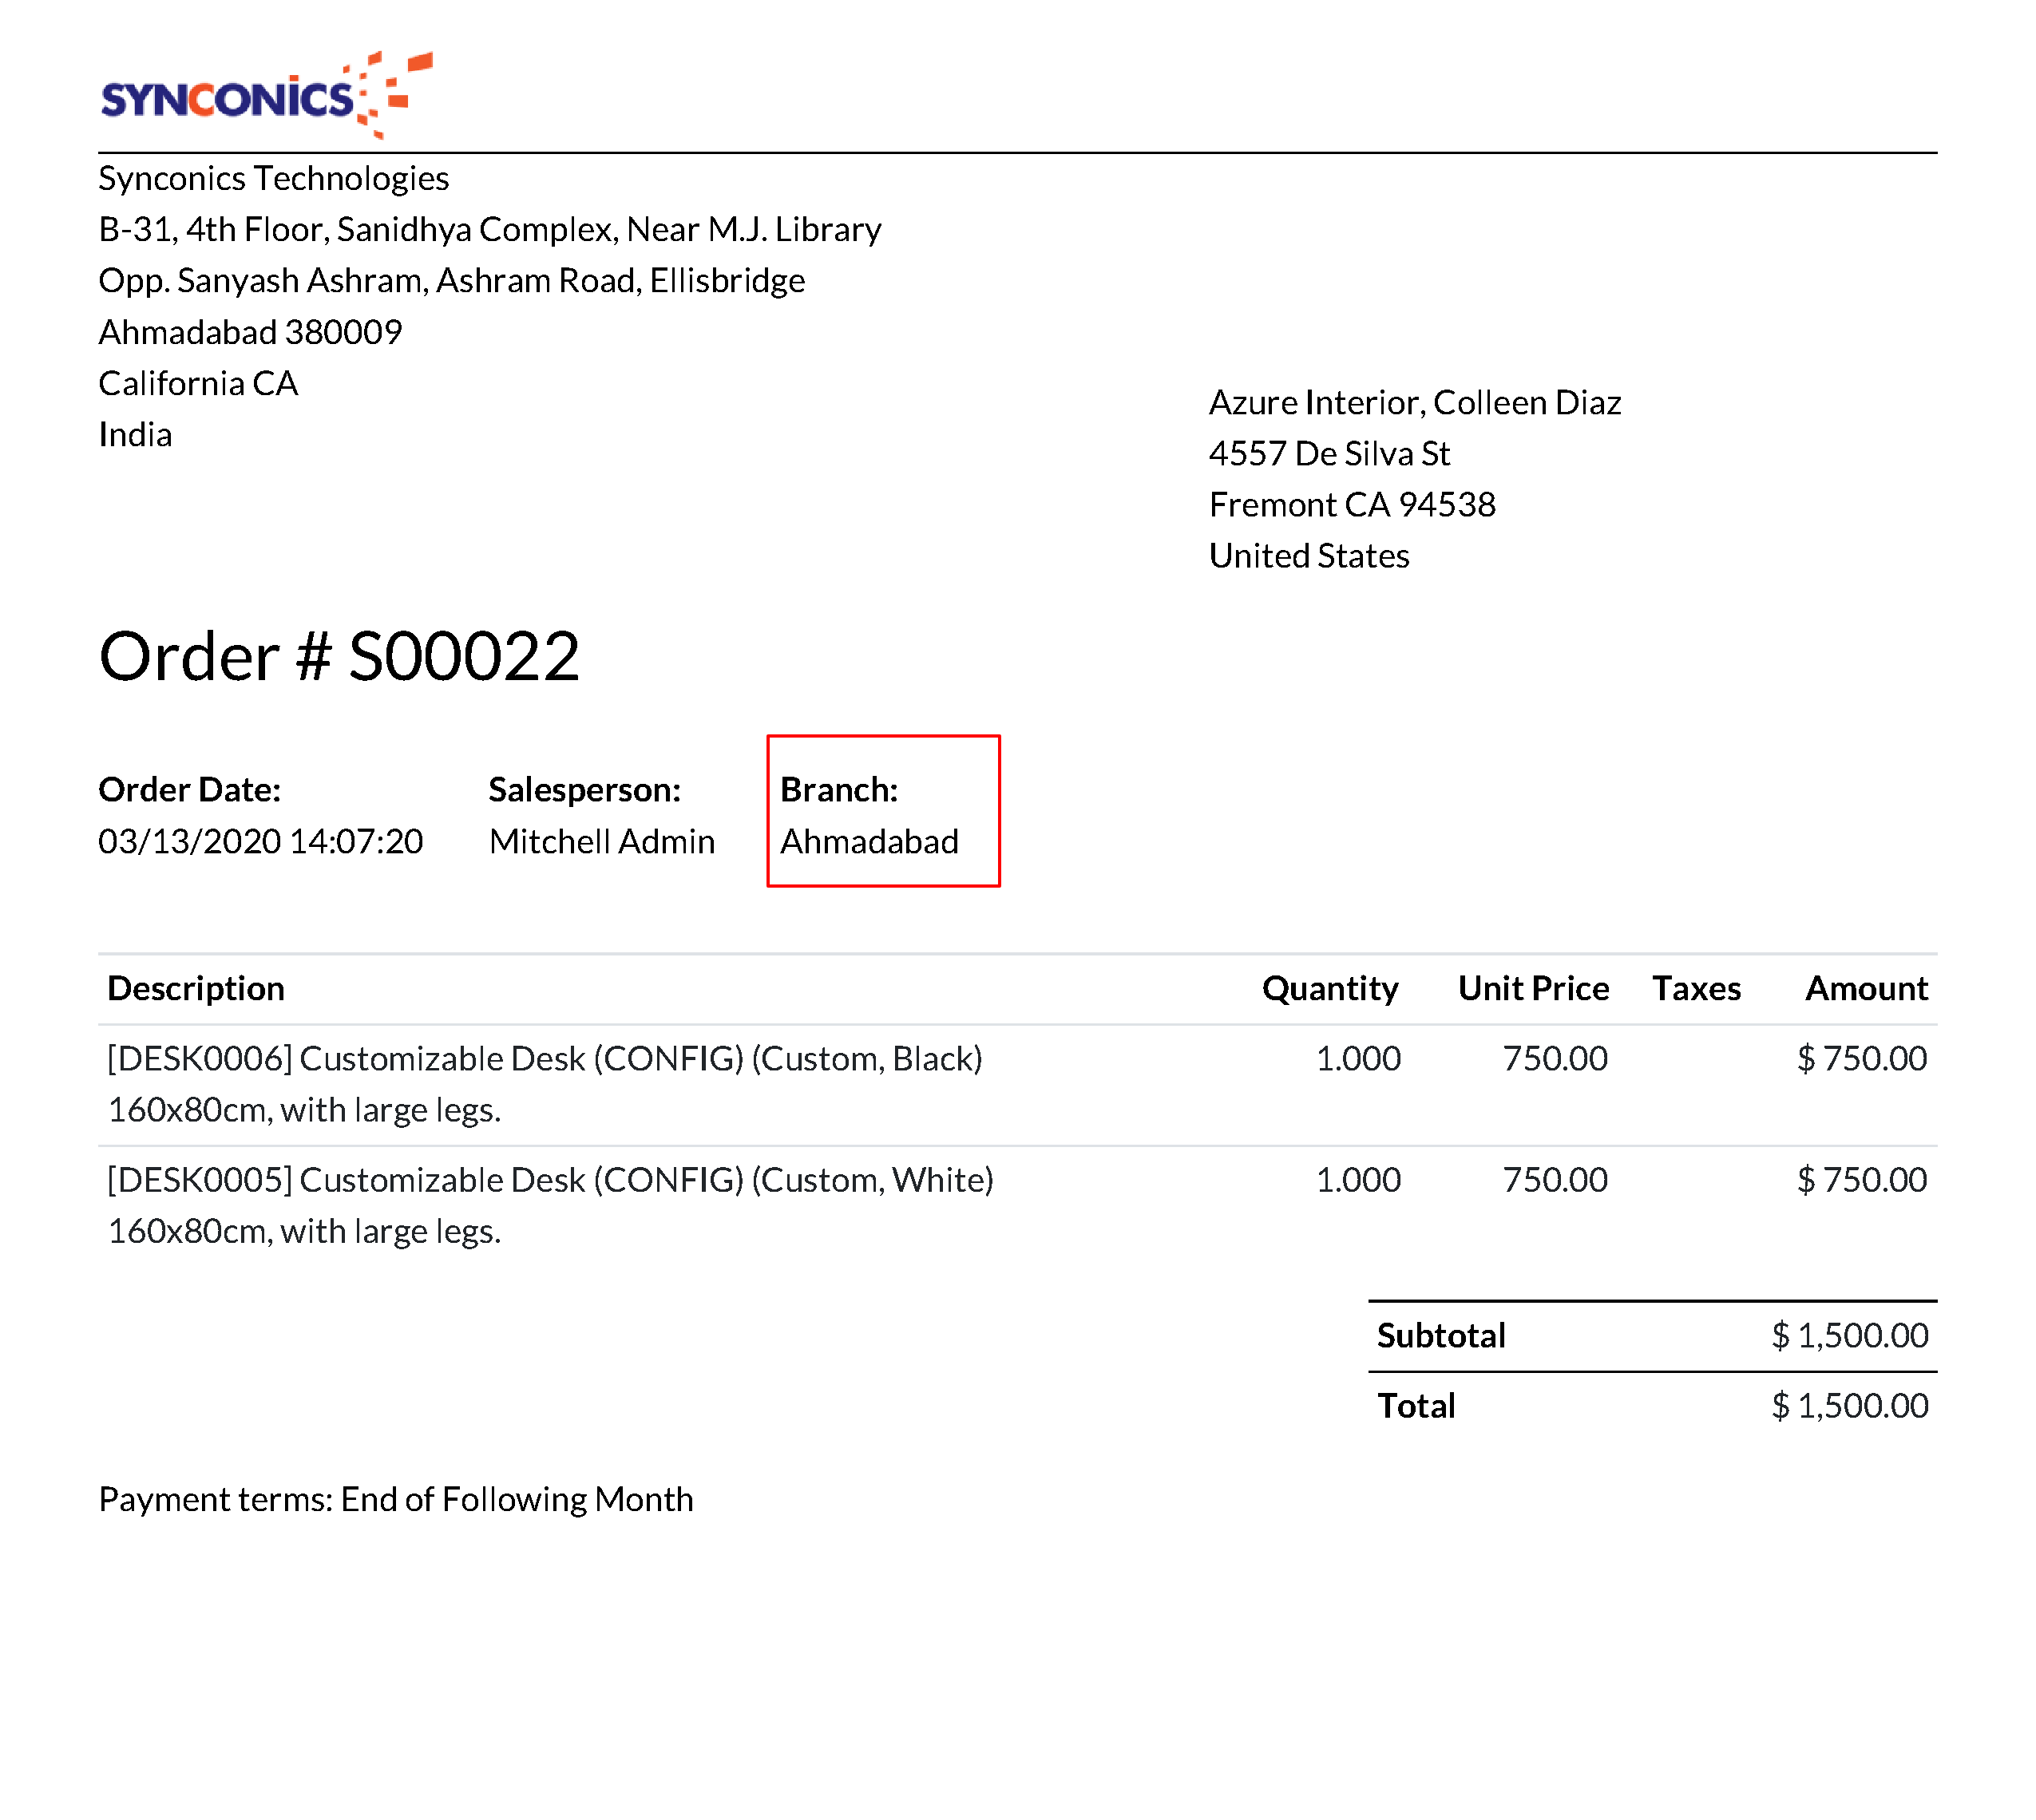 SYNCONICS
Synconics Technologies
B-31, 4th Floor, Sanidhya Complex, Near M.J. Library
Opp. Sanyash Ashram, Ashram Road, Ellisbridge
Ahmadabad 380009
California CA
India
Azure Interior, Colleen Diaz
4557 De Silva St
Fremont CA 94538
United States
Order # S00022
Order Date: Salesperson: Branch:
03/13/2020 14:07:20 Mitchell Admin Ahmadabad
Description Quantity Unit Price Taxes Amount
[DESK0006] Customizable Desk (CONFIG) (Custom, Black) 1.000 750.00 $ 750.00
160x80cm, with large legs.
[DESK0005] Customizable Desk (CONFIG) (Custom, White) 1.000 750.00 $ 750.00
160x80cm, with large legs.
Subtotal $ 1,500.00
Total $ 1,500.00
Payment terms: End of Following Month